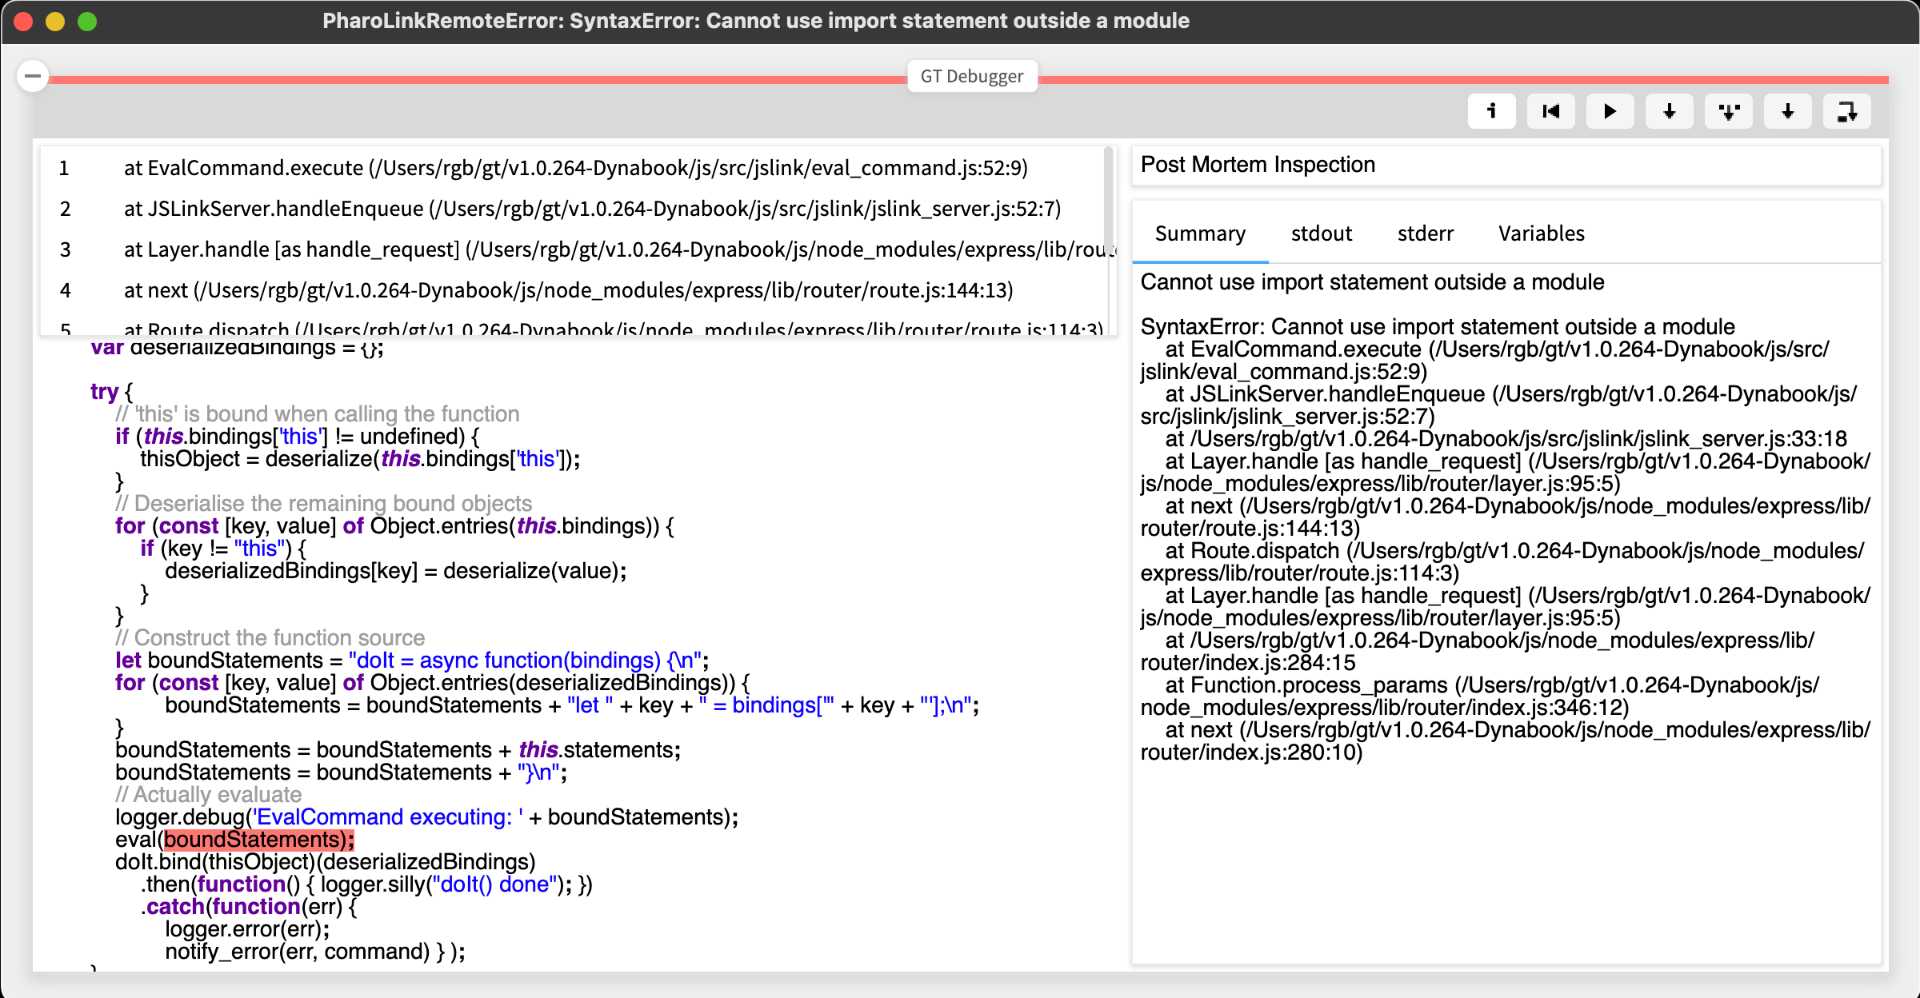 PharoLinkRemoteError: SyntaxError: Cannot use import statement outside a module
GT Debugger
1 at EvalCommand.execute (/Users/rgb/gt/v1.0.264-Dynabook/js/src/jslink/eval_command.js:52:9)
2 at JSLinkServer.handleEnqueue (/Users/rgb/gt/v1.0.264-Dynabook/js/src/jslink/jslink_server.js:52:7)
3 at Layer.handle [as handle_request] (/Users/rgb/gt/v1.0.264-Dynabook/js/node_modules/express/lib/route
4 at next (/Users/rgb/gt/v1.0.264-Dynabook/js/node_modules/express/lib/router/route.js:144:13)
5 at Route.dispatch (/Users/rgb/gt/v1.0.264-Dynabook/js/node_modules/express/lib/router/route.js:114:3)
var deserializedBindings = {};
try {
// 'this' is bound when calling the function
if (this.bindings['this'] != undefined) {
thisObject = deserialize(this.bindings['this']);
}
// Deserialise the remaining bound objects
for (const [key, value] of Object.entries(this.bindings)) {
if (key != "this") {
deserializedBindings[key] = deserialize(value);
}
}
// Construct the function source
let boundStatements = "doIt = async function(bindings) {\n";
for (const [key, value] of Object.entries(deserializedBindings)) {
boundStatements = boundStatements + "let " + key + " = bindings['" + key + "'];\n";
}
boundStatements = boundStatements + this.statements;
boundStatements = boundStatements + "}\n";
// Actually evaluate
logger.debug('EvalCommand executing: ' + boundStatements);
eval(boundStatements);
doIt.bind(thisObject)(deserializedBindings)
.then(function() { logger.silly("doIt() done"); })
.catch(function(err) {
logger.error(err);
notify_error(err, command) } );
}
Post Mortem Inspection
Summary stdout stderr Variables
Cannot use import statement outside a module
SyntaxError: Cannot use import statement outside a module
at EvalCommand.execute (/Users/rgb/gt/v1.0.264-Dynabook/js/src/
jslink/eval_command.js:52:9)
at JSLinkServer.handleEnqueue (/Users/rgb/gt/v1.0.264-Dynabook/js/
src/jslink/jslink_server.js:52:7)
at /Users/rgb/gt/v1.0.264-Dynabook/js/src/jslink/jslink_server.js:33:18
at Layer.handle [as handle_request] (/Users/rgb/gt/v1.0.264-Dynabook/
js/node_modules/express/lib/router/layer.js:95:5)
at next (/Users/rgb/gt/v1.0.264-Dynabook/js/node_modules/express/lib/
router/route.js:144:13)
at Route.dispatch (/Users/rgb/gt/v1.0.264-Dynabook/js/node_modules/
express/lib/router/route.js:114:3)
at Layer.handle [as handle_request] (/Users/rgb/gt/v1.0.264-Dynabook/
js/node_modules/express/lib/router/layer.js:95:5)
at /Users/rgb/gt/v1.0.264-Dynabook/js/node_modules/express/lib/
router/index.js:284:15
at Function.process_params (/Users/rgb/gt/v1.0.264-Dynabook/js/
node_modules/express/lib/router/index.js:346:12)
at next (/Users/rgb/gt/v1.0.264-Dynabook/js/node_modules/express/lib/
router/index.js:280:10)